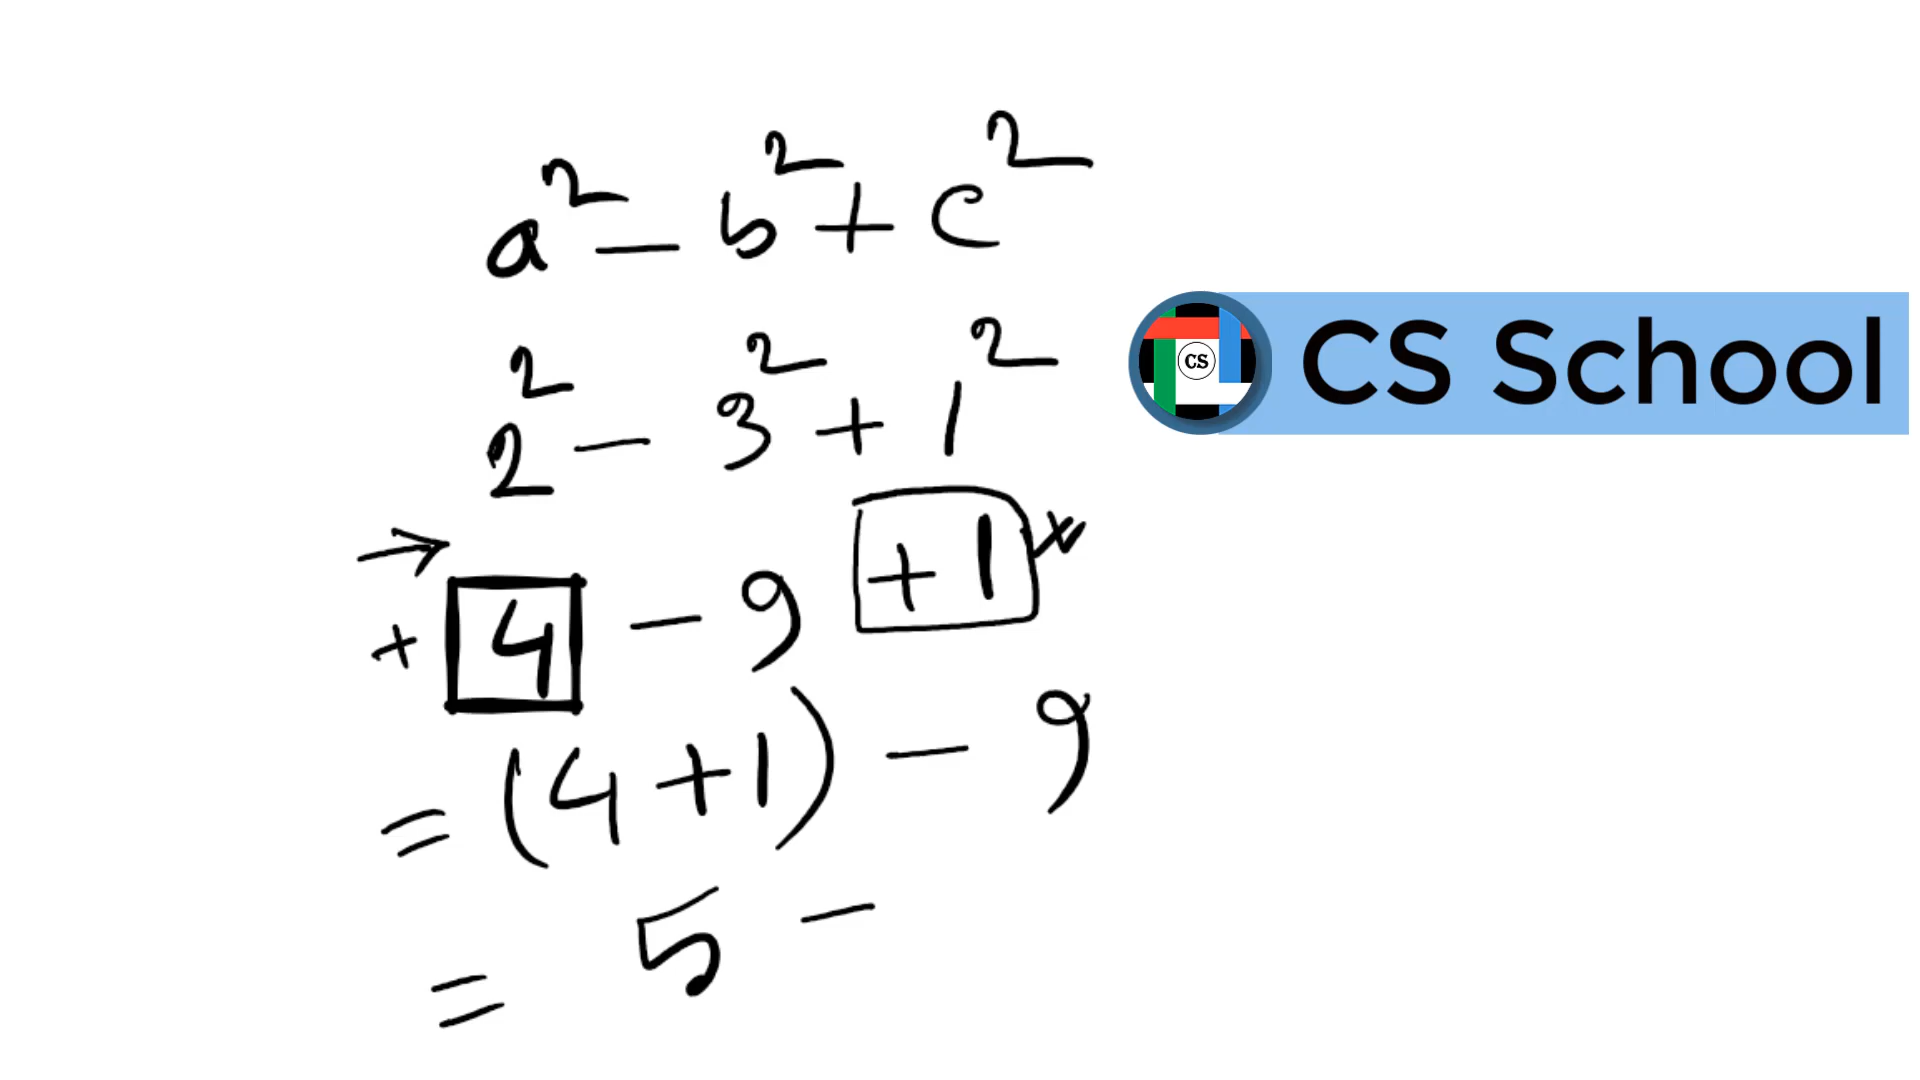 a² - b² + c²
2² - 3² + 1²
CS CS School
→
+ 4 - 9 + 1
= (4 + 1) - 9
= 5 -